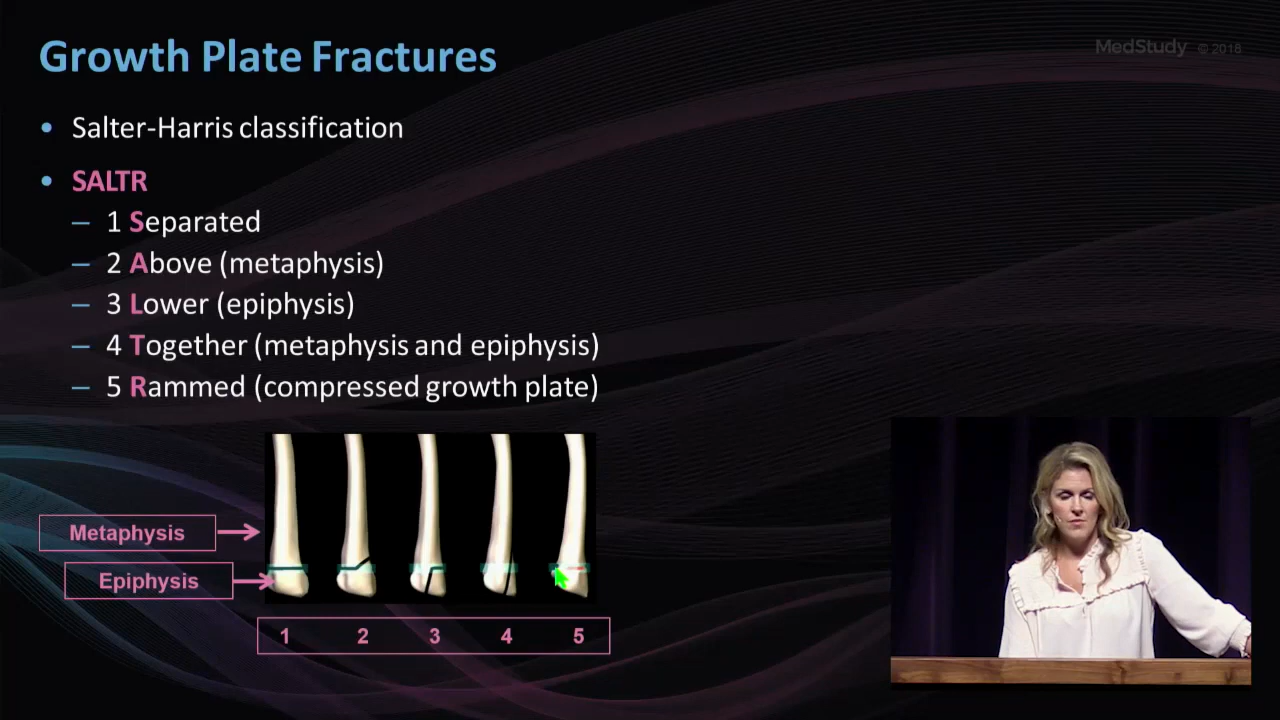 Growth Plate Fractures
MedStudy © 2018
• Salter-Harris classification
• SALTR
– 1 Separated
– 2 Above (metaphysis)
– 3 Lower (epiphysis)
– 4 Together (metaphysis and epiphysis)
– 5 Rammed (compressed growth plate)
Metaphysis
Epiphysis
1 2 3 4 5